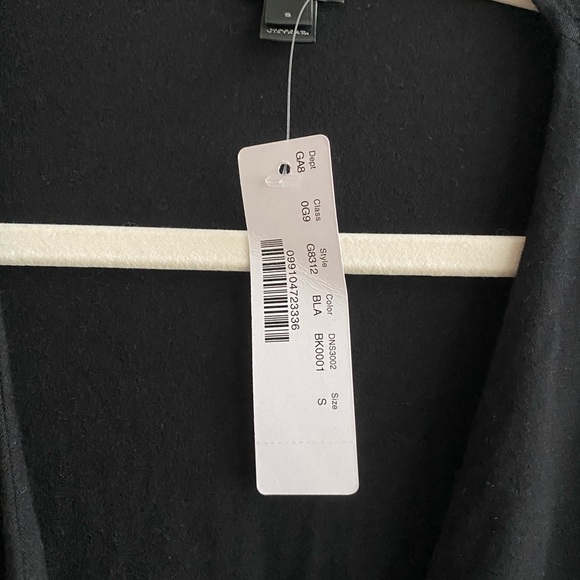 S
Dept Class Style Color DNS3002 Size
GA8 0G9 G8312 BLA BK0001 S
099104723336